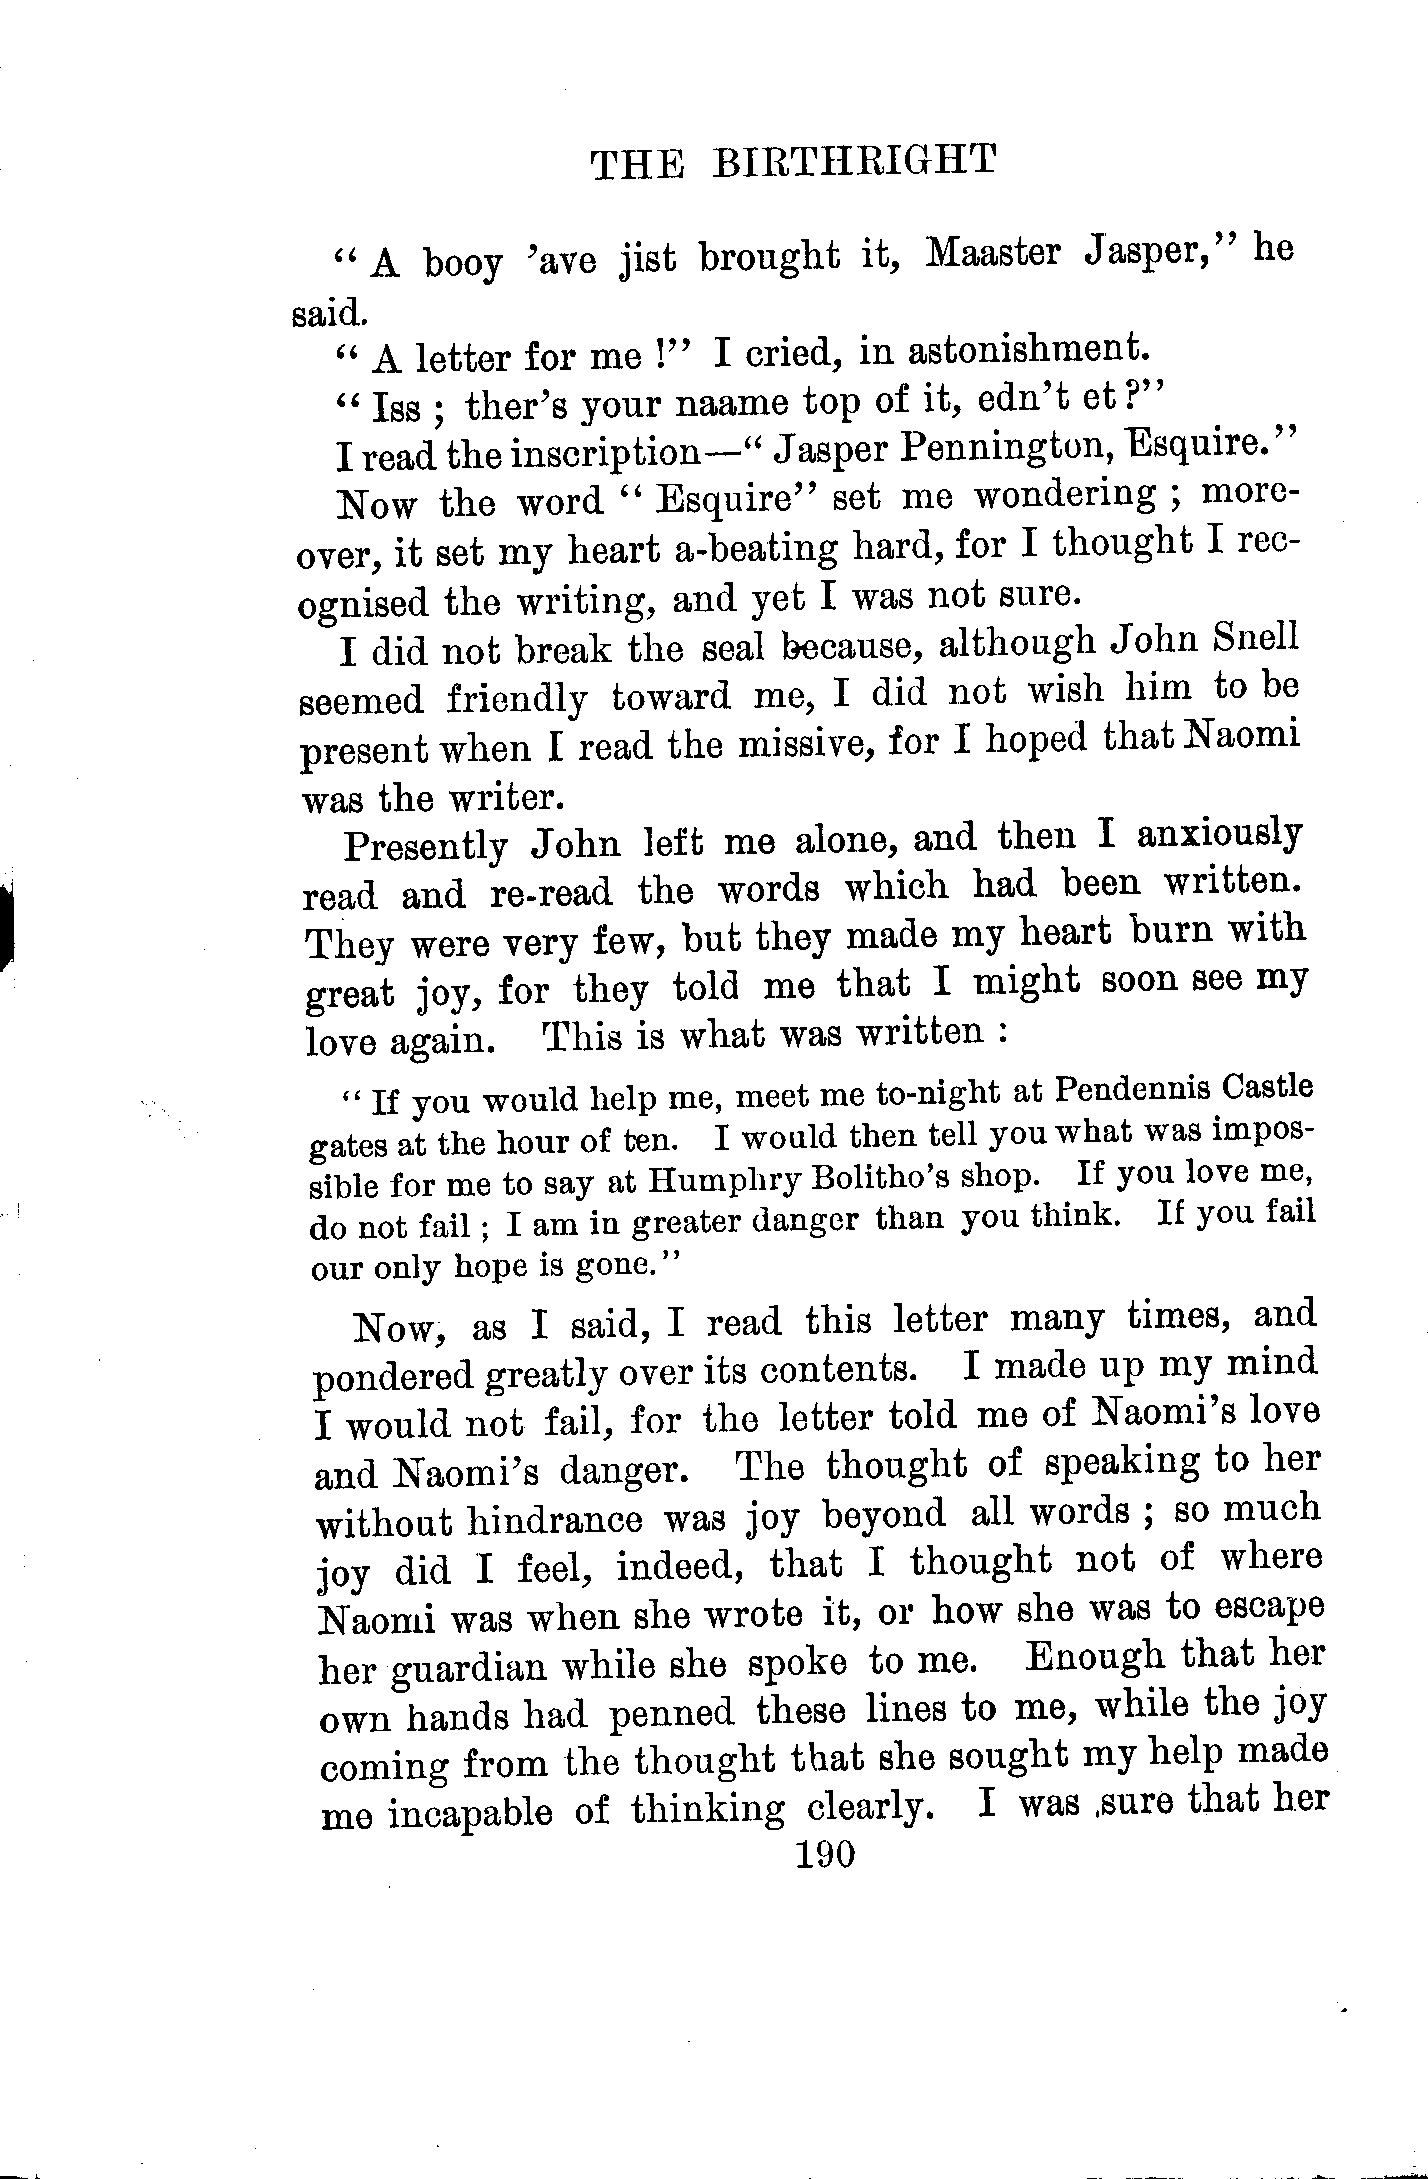 THE BIRTHRIGHT
“ A booy ’ave jist brought it, Maaster Jasper,” he
said.
“ A letter for me !” I cried, in astonishment.
“ Iss ; ther’s your naame top of it, edn’t et ?”
I read the inscription—“ Jasper Pennington, Esquire.”
Now the word “ Esquire” set me wondering ; more-
over, it set my heart a-beating hard, for I thought I rec-
ognised the writing, and yet I was not sure.
I did not break the seal because, although John Snell
seemed friendly toward me, I did not wish him to be
present when I read the missive, for I hoped that Naomi
was the writer.
Presently John left me alone, and then I anxiously
read and re-read the words which had been written.
They were very few, but they made my heart burn with
great joy, for they told me that I might soon see my
love again. This is what was written :
“ If you would help me, meet me to-night at Pendennis Castle
gates at the hour of ten. I would then tell you what was impos-
sible for me to say at Humphry Bolitho’s shop. If you love me,
do not fail ; I am in greater danger than you think. If you fail
our only hope is gone.”
Now, as I said, I read this letter many times, and
pondered greatly over its contents. I made up my mind
I would not fail, for the letter told me of Naomi’s love
and Naomi’s danger. The thought of speaking to her
without hindrance was joy beyond all words ; so much
joy did I feel, indeed, that I thought not of where
Naomi was when she wrote it, or how she was to escape
her guardian while she spoke to me. Enough that her
own hands had penned these lines to me, while the joy
coming from the thought that she sought my help made
me incapable of thinking clearly. I was sure that her
190